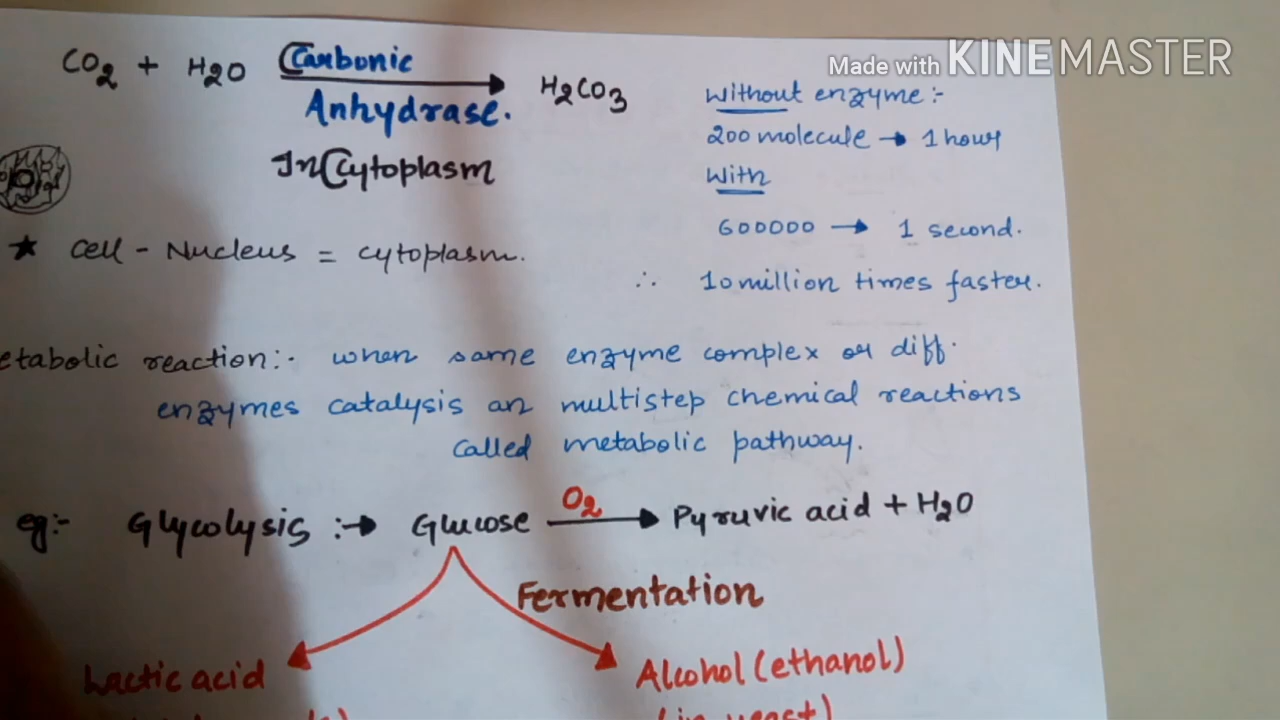 Made with KINEMASTER
CO2 + H2O Carbonic Anhydrase. H2CO3
In Cytoplasm
Without enzyme:-
200 molecule → 1 hour
With
600000 → 1 second.
∴ 10 million times faster.
★ Cell - Nucleus = cytoplasm.
etabolic reaction:- when same enzyme complex or diff.
enzymes catalysis an multistep chemical reactions
called metabolic pathway.
eg:- Glycolysis :→ Glucose O2 → Pyruvic acid + H2O
Fermentation
Lactic acid
Alcohol (ethanol)
(in yeast)